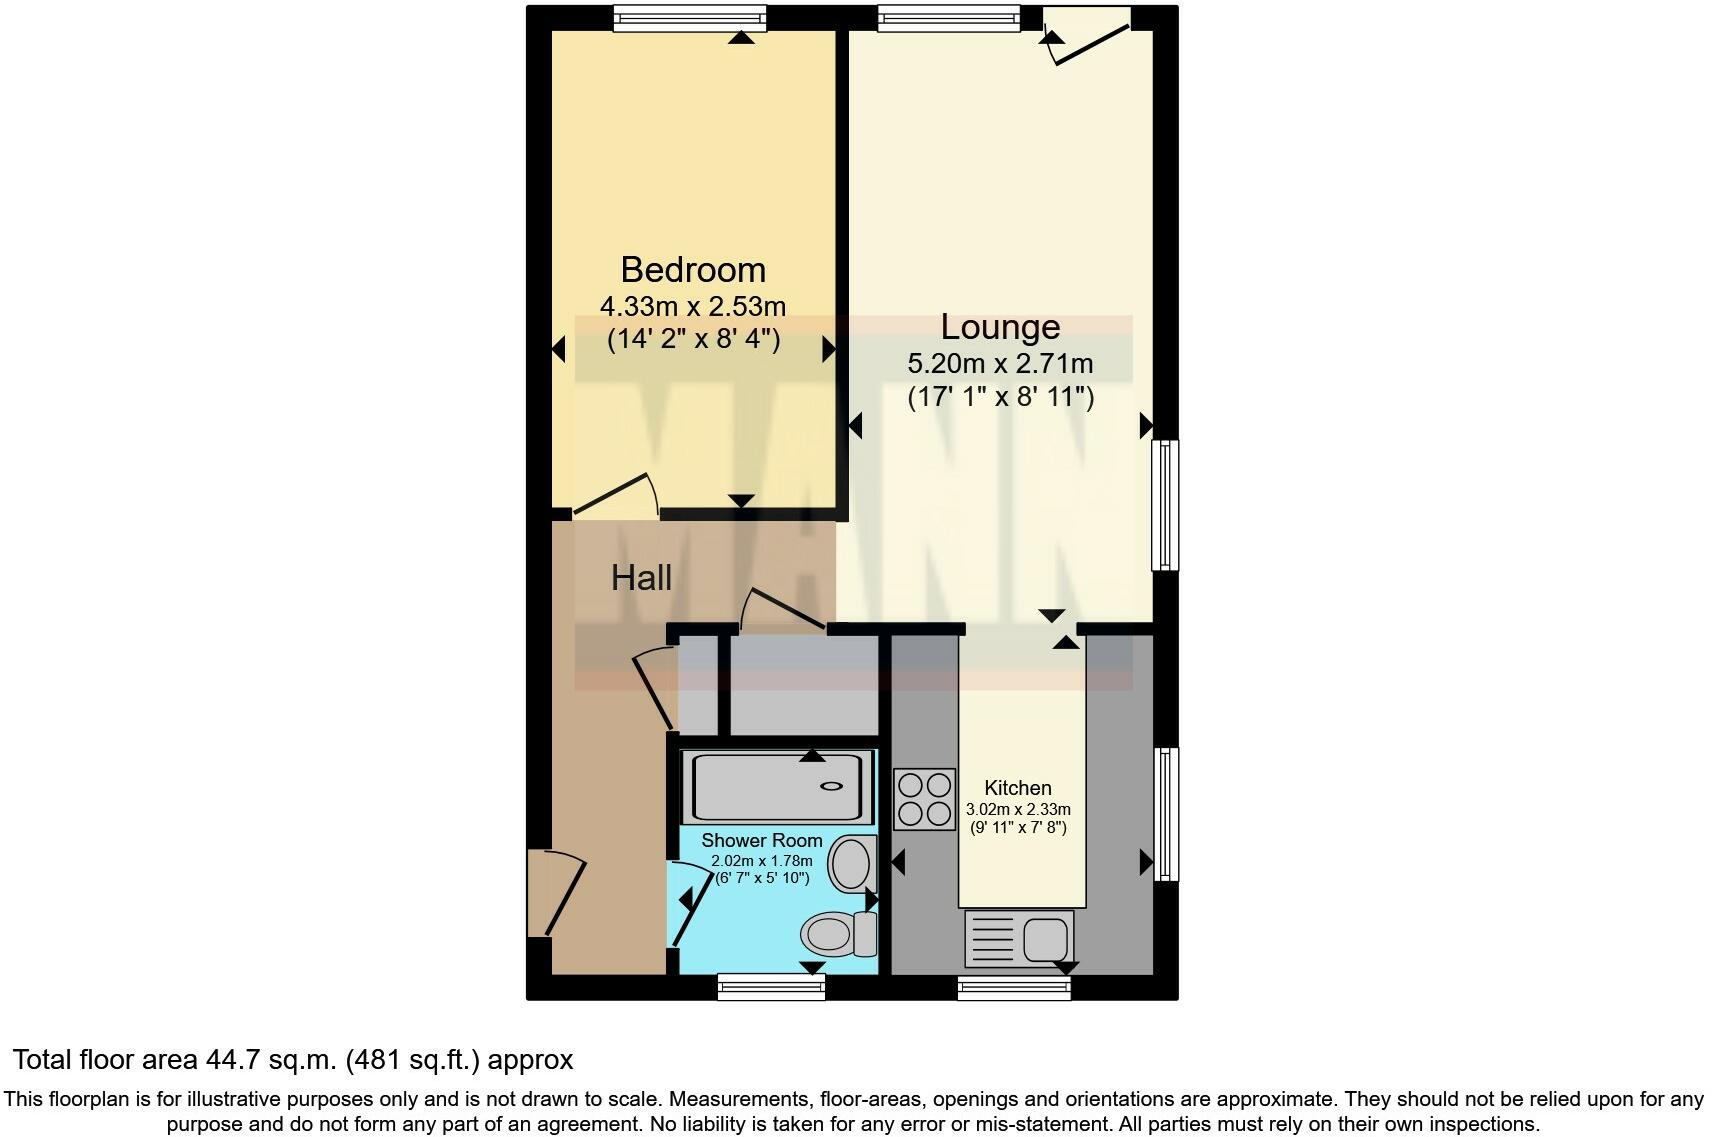 Bedroom
4.33m x 2.53m
(14' 2" x 8' 4")
Lounge
5.20m x 2.71m
(17' 1" x 8' 11")
MANN
Hall
Kitchen
3.02m x 2.33m
(9' 11" x 7' 8")
Shower Room
2.02m x 1.78m
(6' 7" x 5' 10")
Total floor area 44.7 sq.m. (481 sq.ft.) approx
This floorplan is for illustrative purposes only and is not drawn to scale. Measurements, floor-areas, openings and orientations are approximate. They should not be relied upon for any
purpose and do not form any part of an agreement. No liability is taken for any error or mis-statement. All parties must rely on their own inspections.